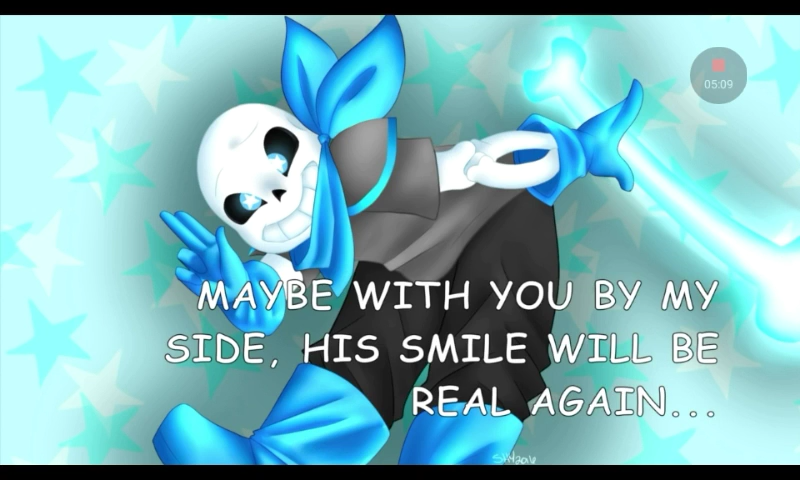 05:09
MAYBE WITH YOU BY MY
SIDE, HIS SMILE WILL BE
REAL AGAIN...